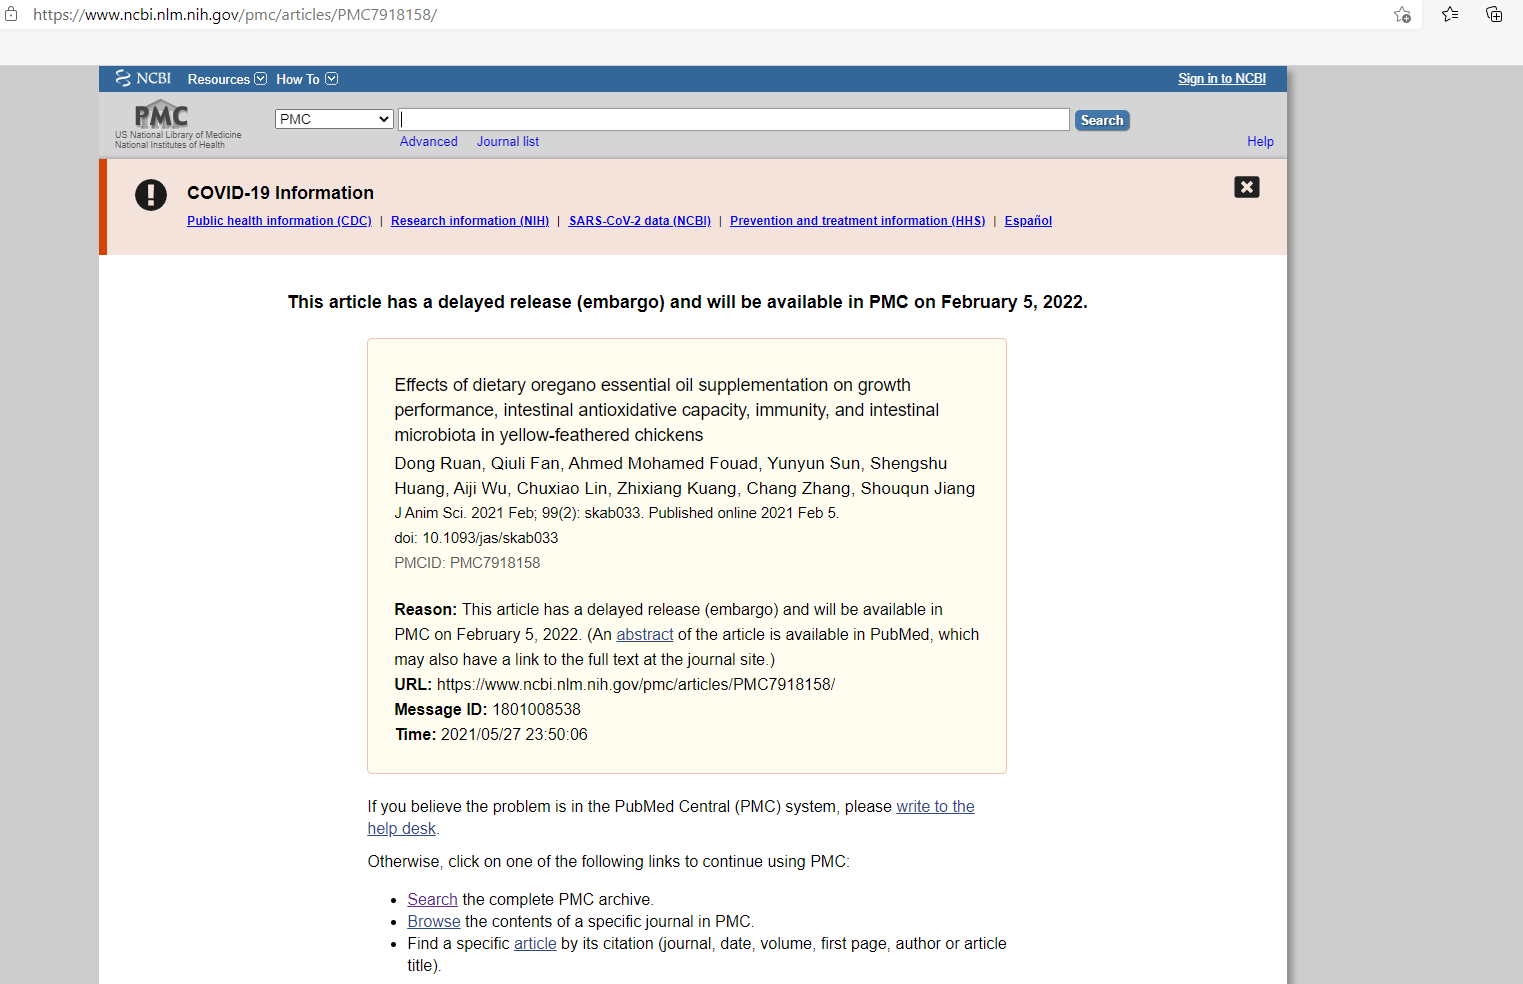 https://www.ncbi.nlm.nih.gov/pmc/articles/PMC7918158/
NCBI Resources How To Sign in to NCBI
PMC
US National Library of Medicine
National Institutes of Health
PMC Search
Advanced Journal list Help
COVID-19 Information
Public health information (CDC) | Research information (NIH) | SARS-CoV-2 data (NCBI) | Prevention and treatment information (HHS) | Español
This article has a delayed release (embargo) and will be available in PMC on February 5, 2022.
Effects of dietary oregano essential oil supplementation on growth
performance, intestinal antioxidative capacity, immunity, and intestinal
microbiota in yellow-feathered chickens
Dong Ruan, Qiuli Fan, Ahmed Mohamed Fouad, Yunyun Sun, Shengshu
Huang, Aiji Wu, Chuxiao Lin, Zhixiang Kuang, Chang Zhang, Shouqun Jiang
J Anim Sci. 2021 Feb; 99(2): skab033. Published online 2021 Feb 5.
doi: 10.1093/jas/skab033
PMCID: PMC7918158
Reason: This article has a delayed release (embargo) and will be available in
PMC on February 5, 2022. (An abstract of the article is available in PubMed, which
may also have a link to the full text at the journal site.)
URL: https://www.ncbi.nlm.nih.gov/pmc/articles/PMC7918158/
Message ID: 1801008538
Time: 2021/05/27 23:50:06
If you believe the problem is in the PubMed Central (PMC) system, please write to the
help desk.
Otherwise, click on one of the following links to continue using PMC:
• Search the complete PMC archive.
• Browse the contents of a specific journal in PMC.
• Find a specific article by its citation (journal, date, volume, first page, author or article
title).